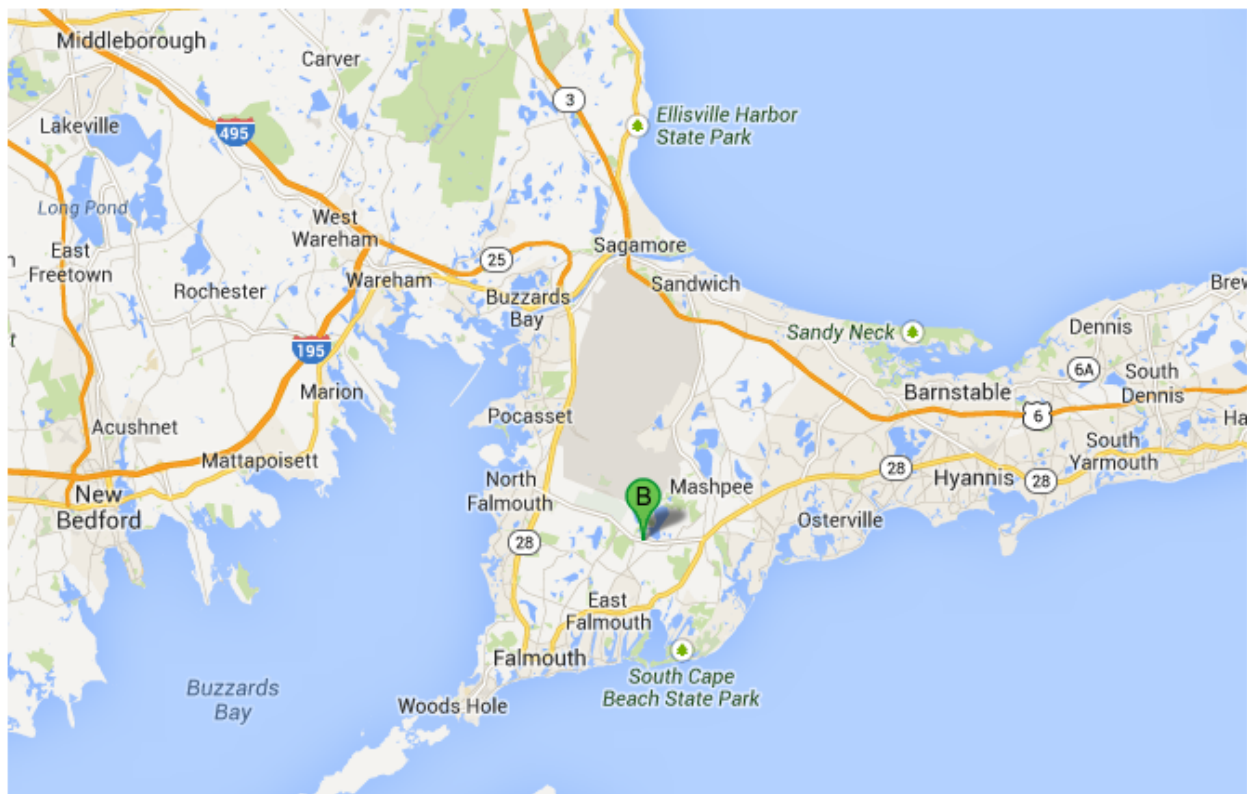 Middleborough
Carver
3
Ellisville Harbor
State Park
Lakeville
495
Long Pond
West
Wareham
East
Freetown
25
Sagamore
Wareham
Sandwich
Rochester
Buzzards
Bay
Brew
Sandy Neck
Dennis
195
6A
South
Dennis
Marion
Barnstable
6
Pocasset
Acushnet
Ha
South
Yarmouth
Mattapoisett
28
North
Falmouth
Mashpee
Hyannis
28
New
Bedford
B
Osterville
28
East
Falmouth
Falmouth
South Cape
Beach State Park
Buzzards
Bay
Woods Hole